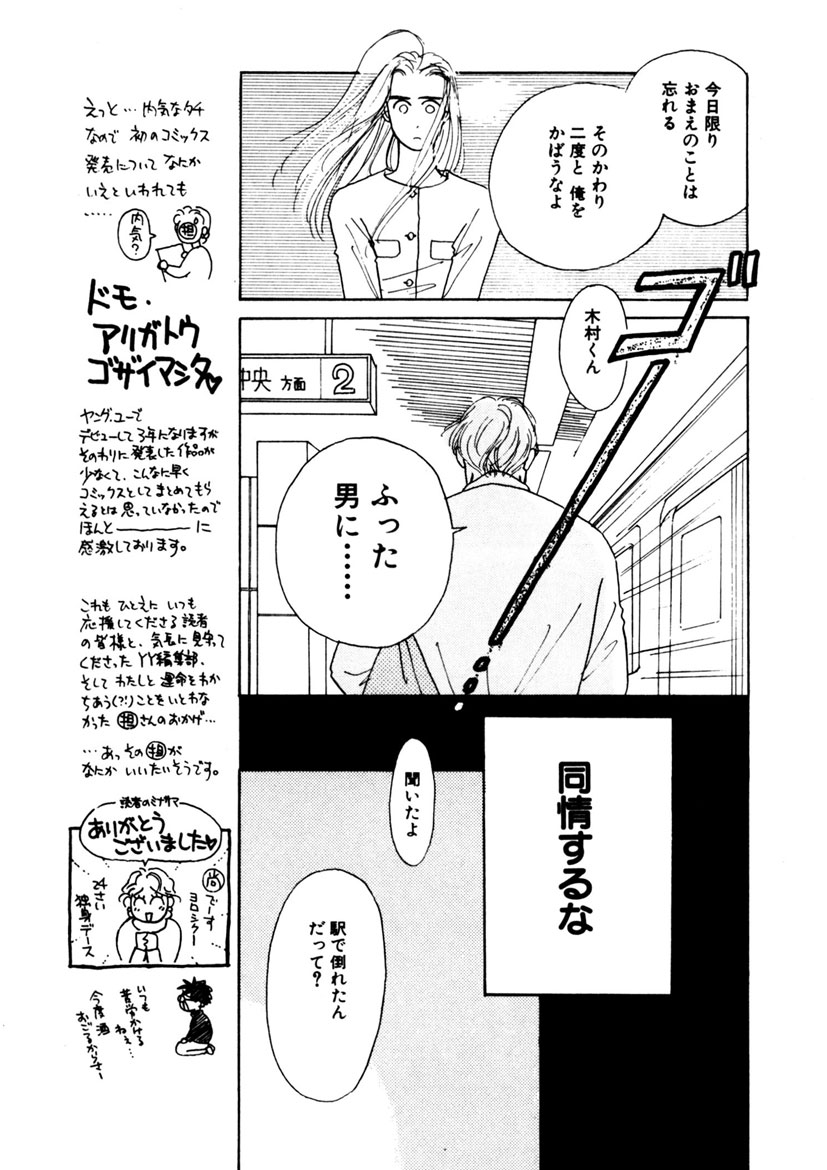 今日限り
おまえのことは
忘れる
そのかわり
二度と 俺を
かばうなよ
ブ
木村くん
中央 方面 2
ふった
男に……
同情するな
聞いたよ
駅で倒れたん
だって?
えっと…内気なタチ
なので 初のコミックス
発表について なにか
いえといわれても
……
内気?
担
ドモ・
アリガトウ
ゴザイマシタ♡
ヤング・ユーで
デビューして3年になりますが
そのわりに発表した作品が
少なくて、こんなに早く
コミックスとしてまとめてもら
えるとは思っていなかったので
ほんと――――に
感激しております。
これも ひとえに いつも
応援してくださる読者
の皆様と、気長に見守って
くださった YY編集部、
そして わたしと 運命をわか
ちあう(?!)ことをいとわな
かった 担さんのおかげ…
…あっ その担が
なにか いいたいそうです。
読者のミナサマ
ありがとう
ございました♡
尚でーす
ヨロシクー
24さい
独身デース
いつも
苦労かける
ねえ…
今度酒
おごるからさー